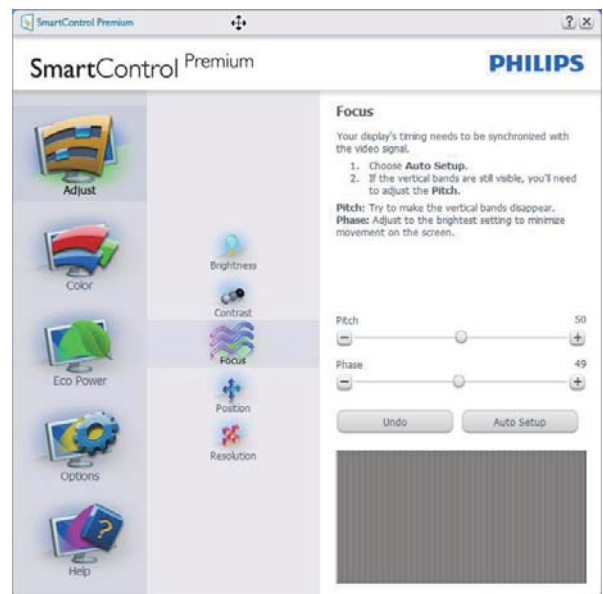 SmartControl Premium
? ×
SmartControl Premium
PHILIPS
Adjust
Color
Eco Power
Options
Help
Brightness
Contrast
Focus
Position
Resolution
Focus
Your display's timing needs to be synchronized with
the video signal.
1. Choose Auto Setup.
2. If the vertical bands are still visible, you'll need
to adjust the Pitch.
Pitch: Try to make the vertical bands disappear.
Phase: Adjust to the brightest setting to minimize
movement on the screen.
Pitch 50
Phase 49
Undo Auto Setup